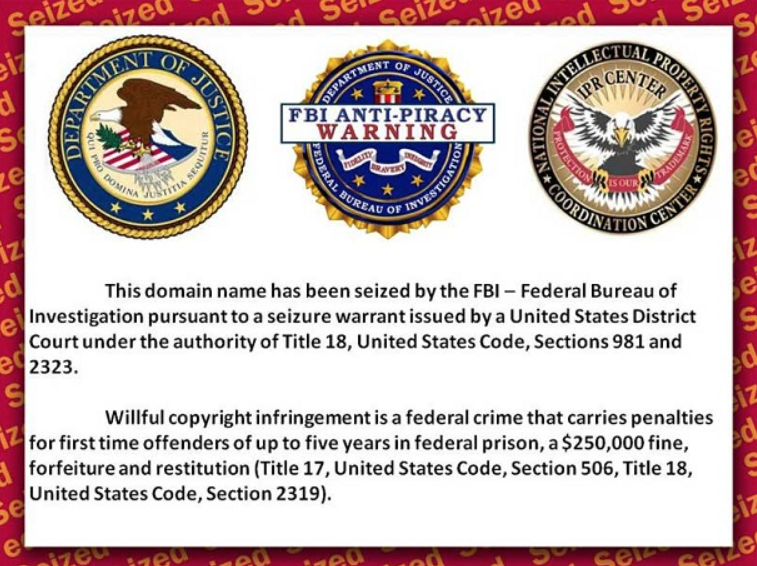 DEPARTMENT OF JUSTICE
QUI PRO DOMINA JUSTITIA SEQUITUR
DEPARTMENT OF JUSTICE
FBI ANTI-PIRACY
WARNING
FIDELITY BRAVERY INTEGRITY
FEDERAL BUREAU OF INVESTIGATION
NATIONAL INTELLECTUAL PROPERTY RIGHTS
IPR CENTER
PROTECTION IS OUR TRADEMARK
COORDINATION CENTER
This domain name has been seized by the FBI – Federal Bureau of
Investigation pursuant to a seizure warrant issued by a United States District
Court under the authority of Title 18, United States Code, Sections 981 and
2323.
Willful copyright infringement is a federal crime that carries penalties
for first time offenders of up to five years in federal prison, a $250,000 fine,
forfeiture and restitution (Title 17, United States Code, Section 506, Title 18,
United States Code, Section 2319).
Seized Seized Seized Seized Seized Seized